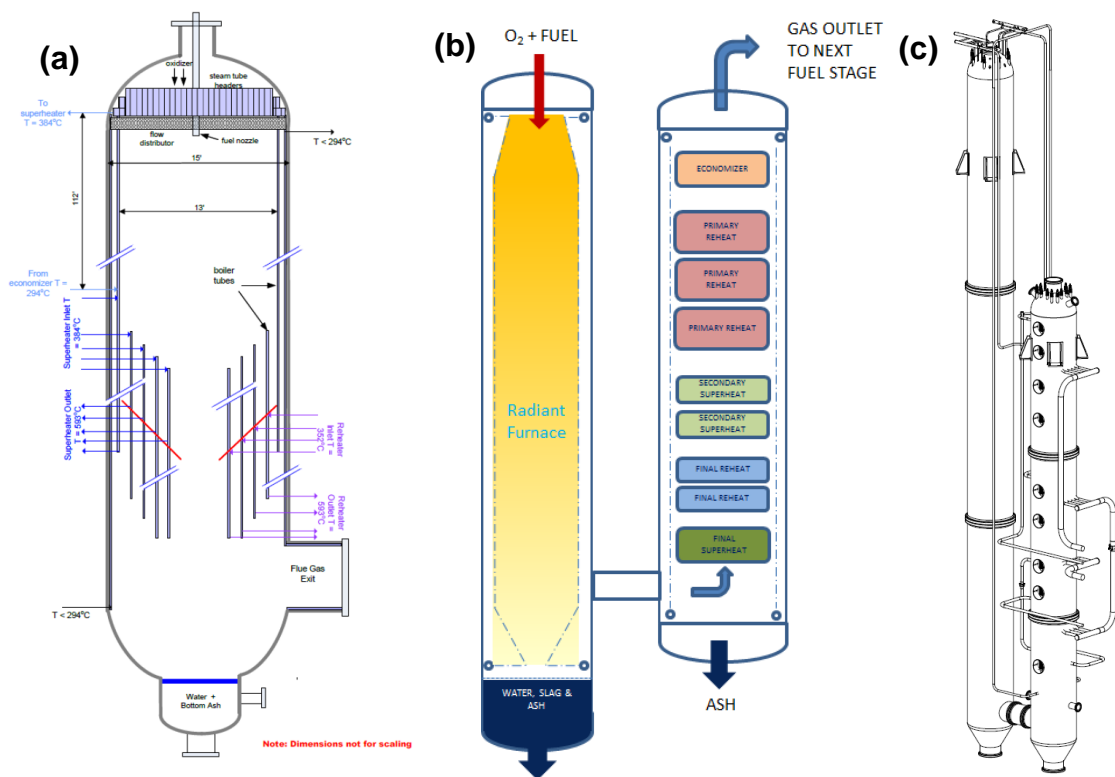 (a)
oxidizer
steam tube
headers
To
superheater
T = 384°C
flow
distributor
fuel nozzle
T < 294°C
15'
112'
13'
From
economizer T =
294°C
boiler
tubes
Superheater Inlet T
= 384°C
Superheater Outlet
T = 593°C
Reheater
Inlet T =
352°C
Reheater
Outlet T =
593°C
Flue Gas
Exit
T < 294°C
Water +
Bottom Ash
Note: Dimensions not for scaling
(b)
O₂ + FUEL
GAS OUTLET
TO NEXT
FUEL STAGE
ECONOMIZER
PRIMARY
REHEAT
PRIMARY
REHEAT
PRIMARY REHEAT
SECONDARY
SUPERHEAT
SECONDARY
SUPERHEAT
FINAL REHEAT
FINAL REHEAT
FINAL
SUPERHEAT
Radiant
Furnace
WATER, SLAG &
ASH
ASH
(c)